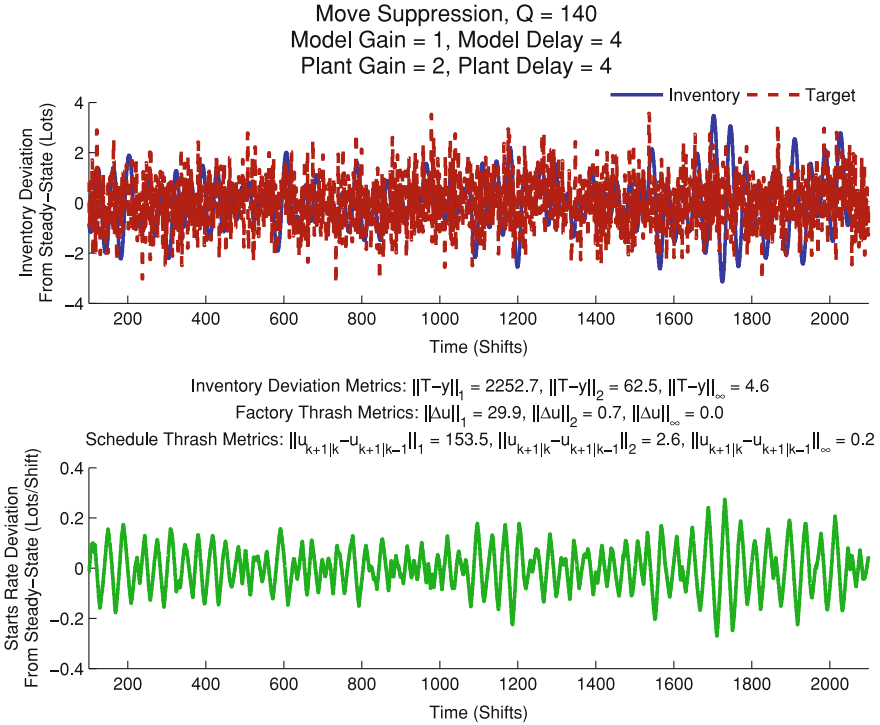 Move Suppression, Q = 140
Model Gain = 1, Model Delay = 4
Plant Gain = 2, Plant Delay = 4
Inventory Target
4
2
0
−2
−4
Inventory Deviation
From Steady−State (Lots)
200 400 600 800 1000 1200 1400 1600 1800 2000
Time (Shifts)
Inventory Deviation Metrics: ||T−y||₁ = 2252.7, ||T−y||₂ = 62.5, ||T−y||∞ = 4.6
Factory Thrash Metrics: ||Δu||₁ = 29.9, ||Δu||₂ = 0.7, ||Δu||∞ = 0.0
Schedule Thrash Metrics: ||u_{k+1|k}−u_{k+1|k−1}||₁ = 153.5, ||u_{k+1|k}−u_{k+1|k−1}||₂ = 2.6, ||u_{k+1|k}−u_{k+1|k−1}||∞ = 0.2
0.4
0.2
0
−0.2
−0.4
Starts Rate Deviation
From Steady−State (Lots/Shift)
200 400 600 800 1000 1200 1400 1600 1800 2000
Time (Shifts)